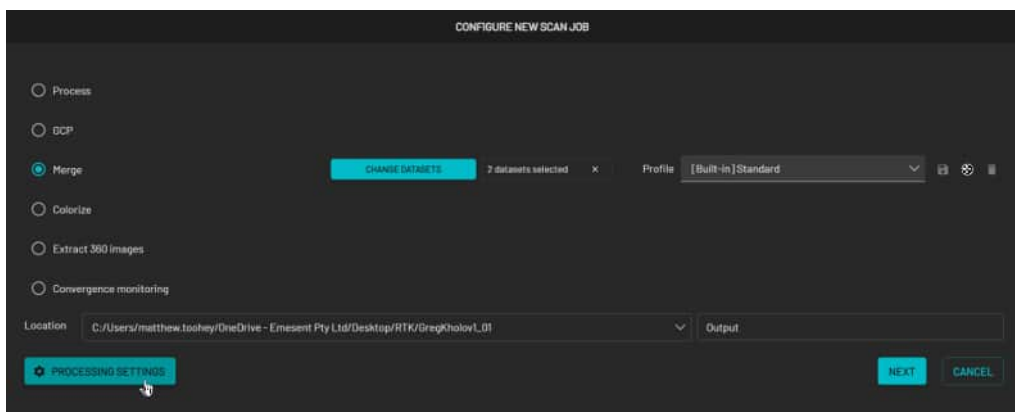 CONFIGURE NEW SCAN JOB
Process
GCP
Merge CHANGE DATASETS 2 datasets selected × Profile [Built-in]Standard
Colorize
Extract 360 images
Convergence monitoring
Location C:/Users/matthew.toohey/OneDrive - Emesent Pty Ltd/Desktop/RTK/GregKholov1_01 Output
PROCESSING SETTINGS NEXT CANCEL